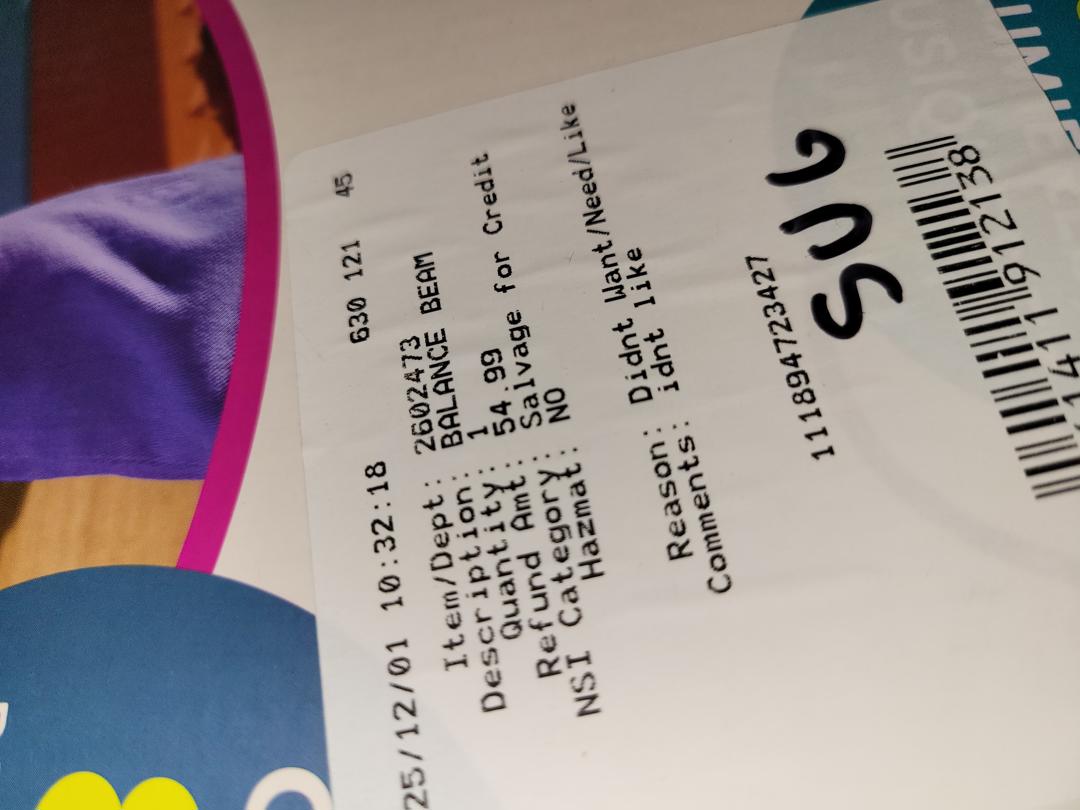 25/12/01 10:32:18 630 121 45
Item/Dept: 2602473
Description: BALANCE BEAM
Quantity: 1
Refund Amt: 54.99
NSI Category: Salvage for Credit
Hazmat: NO
Reason: Didnt Want/Need/Like
Comments: idnt like
111894723427
SUG